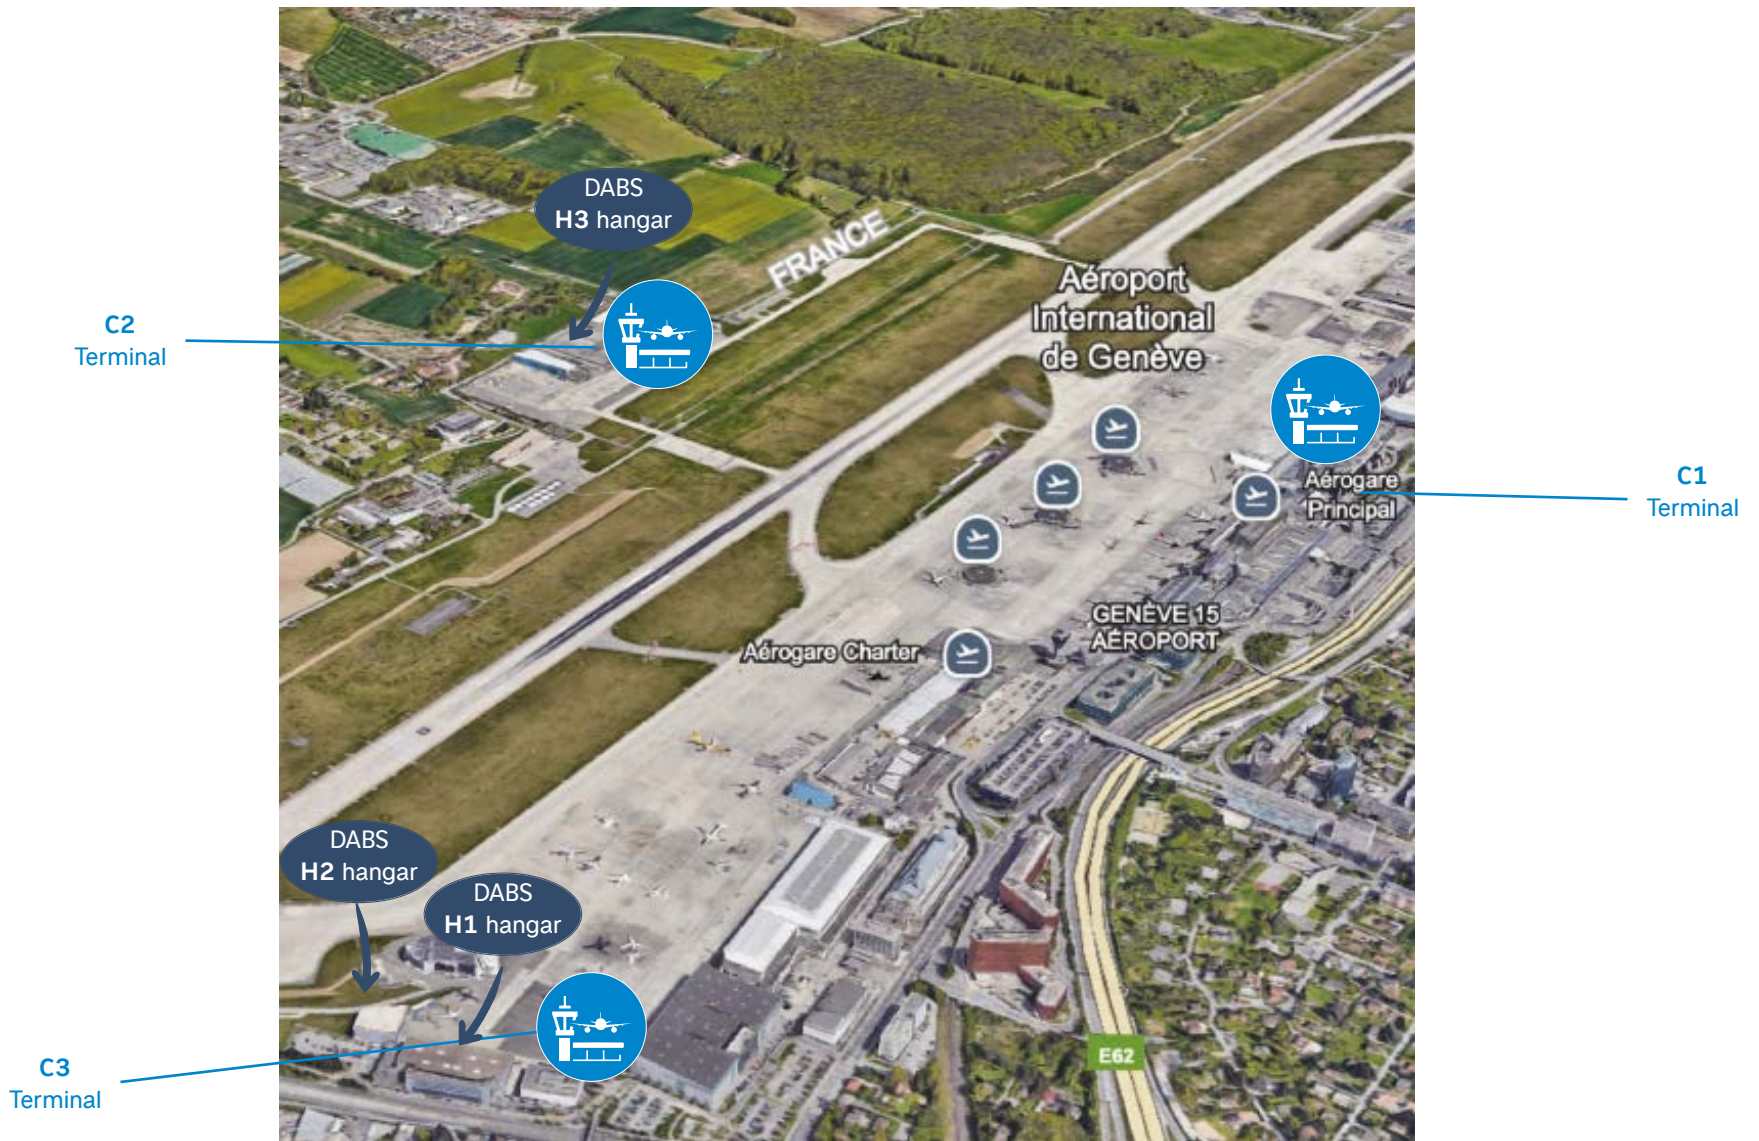 DABS
H3 hangar
FRANCE
Aéroport
International
de Genève
C2
Terminal
Aérogare
Principal
C1
Terminal
GENÈVE 15
AÉROPORT
Aérogare Charter
DABS
H2 hangar
DABS
H1 hangar
E62
C3
Terminal